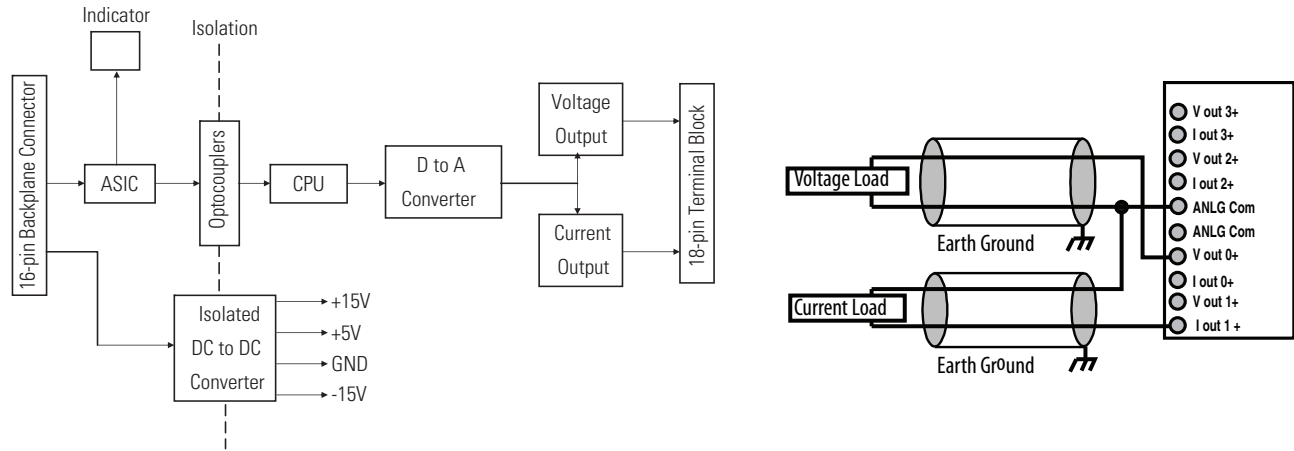 Indicator
Isolation
16-pin Backplane Connector
ASIC
Optocouplers
CPU
D to A
Converter
Voltage
Output
Current
Output
18-pin Terminal Block
Isolated
DC to DC
Converter
+15V
+5V
GND
-15V
Voltage Load
Earth Ground
Current Load
Earth Ground
V out 3+
I out 3+
V out 2+
I out 2+
ANLG Com
ANLG Com
V out 0+
I out 0+
V out 1+
I out 1 +